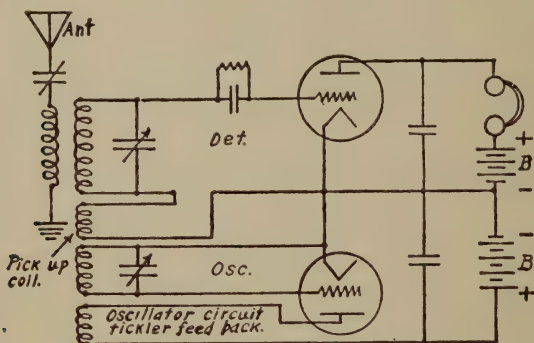 Ant
Det.
+
B
-
Pick up
coil.
Osc.
-
B
+
Oscillator circuit
tickler feed back.